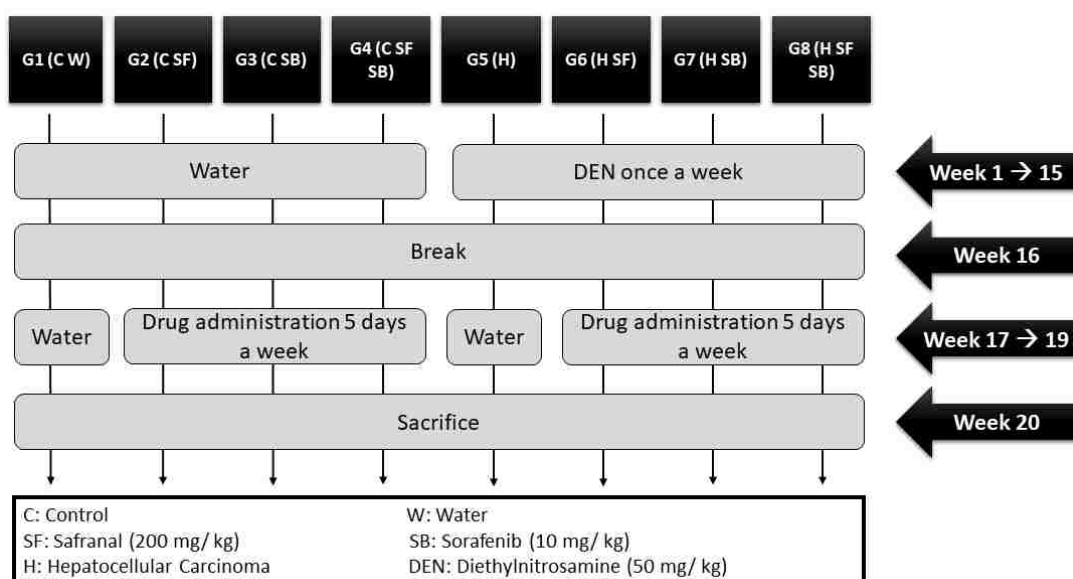 G1 (C W)
G2 (C SF)
G3 (C SB)
G4 (C SF
SB)
G5 (H)
G6 (H SF)
G7 (H SB)
G8 (H SF
SB)
Water
DEN once a week
Week 1 → 15
Break
Week 16
Water
Drug administration 5 days
a week
Water
Drug administration 5 days
a week
Week 17 → 19
Sacrifice
Week 20
C: Control
W: Water
SF: Safranal (200 mg/ kg)
SB: Sorafenib (10 mg/ kg)
H: Hepatocellular Carcinoma
DEN: Diethylnitrosamine (50 mg/ kg)